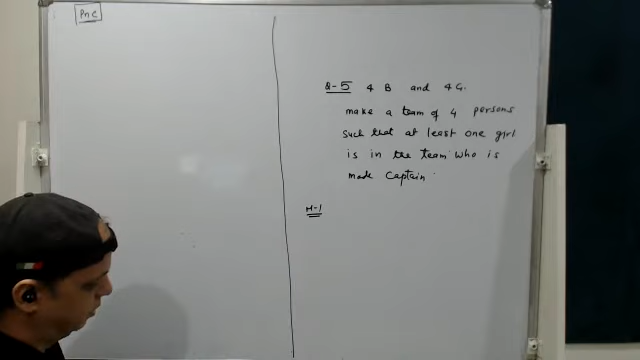 PnC
Q-5 4 B and 4 G.
make a team of 4 persons
such that at least one girl
is in the team who is
made Captain.
M-1